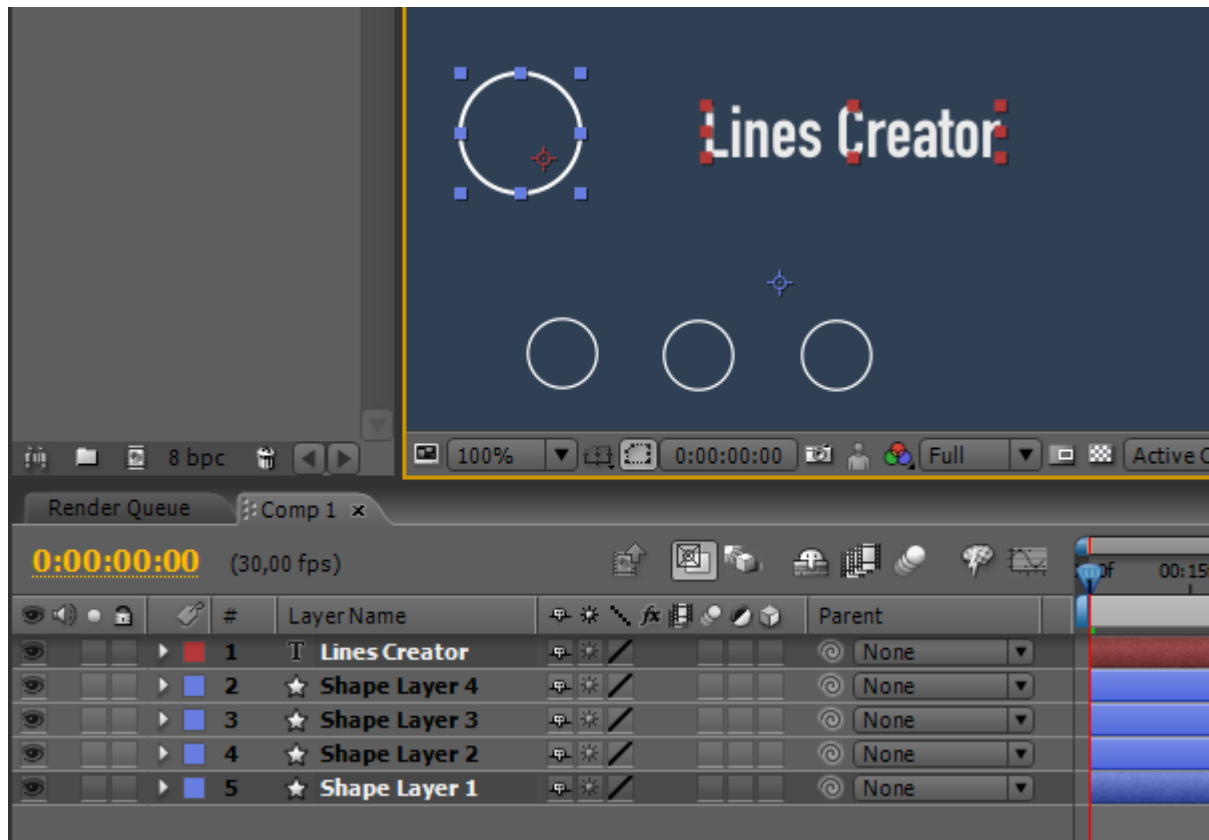 Lines Creator
8 bpc
100%
0:00:00:00
Full
Active C
Render Queue
Comp 1 x
0:00:00:00 (30,00 fps)
00:15
# Layer Name Parent
1 T Lines Creator None
2 Shape Layer 4 None
3 Shape Layer 3 None
4 Shape Layer 2 None
5 Shape Layer 1 None